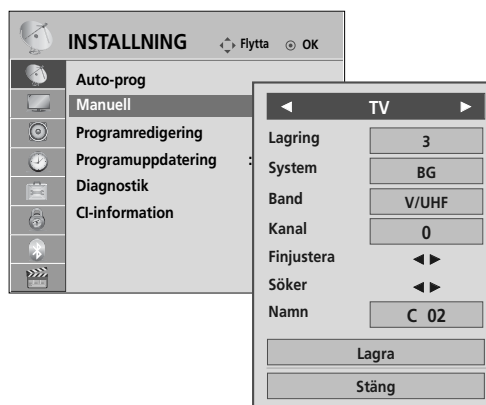 INSTALLNING Flytta OK
Auto-prog
Manuell
Programredigering
Programuppdatering :
Diagnostik
CI-information
◄ TV ►
Lagring 3
System BG
Band V/UHF
Kanal 0
Finjustera ◄ ►
Söker ◄ ►
Namn C 02
Lagra
Stäng